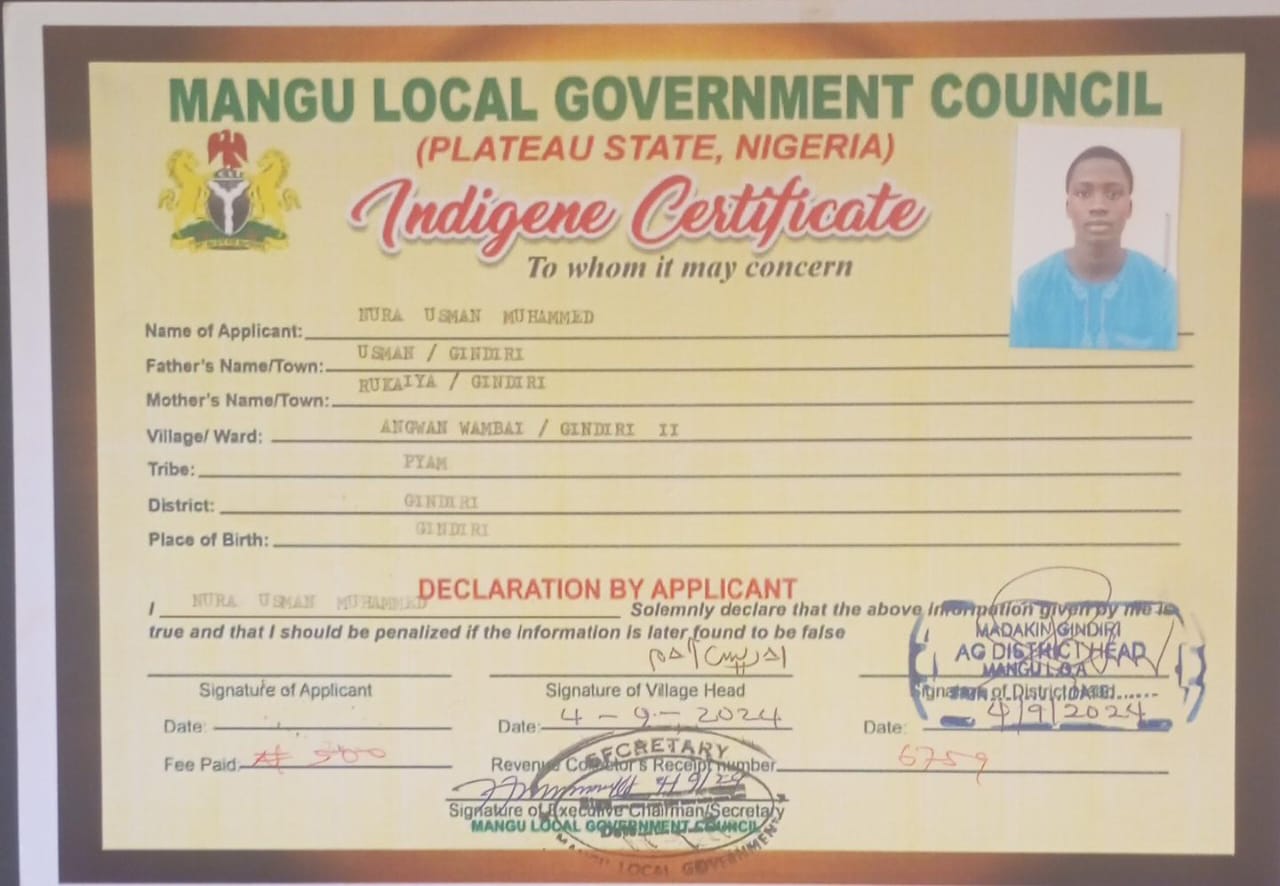 MANGU LOCAL GOVERNMENT COUNCIL
(PLATEAU STATE, NIGERIA)
Indigene Certificate
To whom it may concern
Name of Applicant: NURA USMAN MUHAMMED
Father's Name/Town: USMAN / GINDIRI
Mother's Name/Town: RUKAIYA / GINDIRI
Village/ Ward: ANGWAN WAMBAI / GINDIRI II
Tribe: PYAM
District: GINDIRI
Place of Birth: GINDIRI
DECLARATION BY APPLICANT
I NURA USMAN MUHAMMED Solemnly declare that the above information given by me is
true and that I should be penalized if the information is later found to be false
MADAKIN GINDIRI
AG DISTRICT HEAD
MANGU L.G.A
Signature of Applicant
Signature of Village Head
Signature of District Head
Date:
Date: 4 - 9 - 2024
Date: 4/9/2024
Fee Paid: ₦ 500
Revenue Collector's Receipt number 6759
SECRETARY
Signature of Executive Chairman/Secretary
MANGU LOCAL GOVERNMENT COUNCIL
LOCAL GOVERNMENT